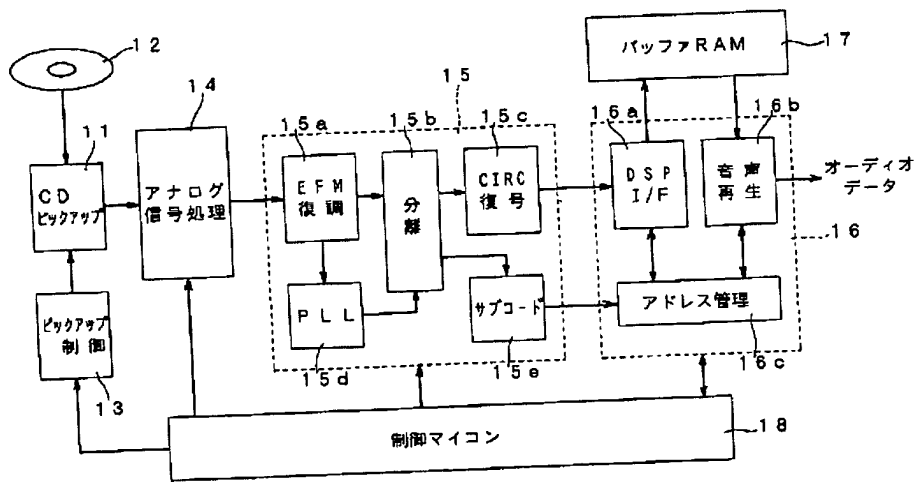 12
バッファRAM
17
14
15
11
15a
15b
15c
16a
16b
CD
ピックアップ
アナログ
信号処理
EFM
復調
分離
CIRC
復号
DSP
I/F
音声
再生
オーディオ
データ
16
ピックアップ
制御
PLL
サブコード
アドレス管理
13
15d
15e
16c
制御マイコン
18